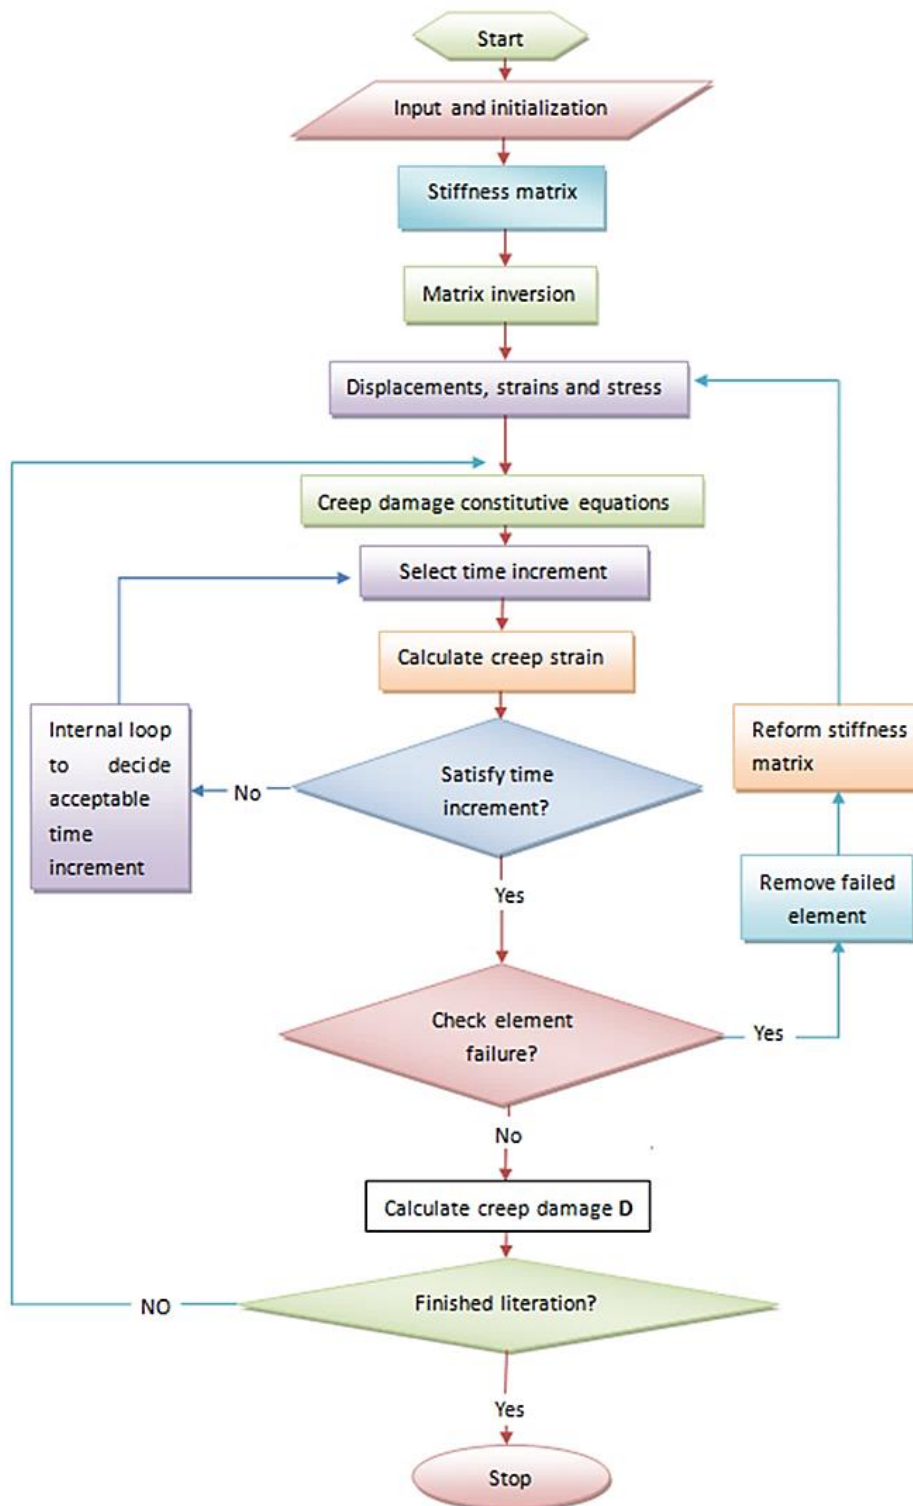 Start
Input and initialization
Stiffness matrix
Matrix inversion
Displacements, strains and stress
Creep damage constitutive equations
Select time increment
Calculate creep strain
Internal loop
to decide
acceptable
time
increment
No
Satisfy time
increment?
Reform stiffness
matrix
Remove failed
element
Yes
Check element
failure?
Yes
No
Calculate creep damage D
NO
Finished literation?
Yes
Stop